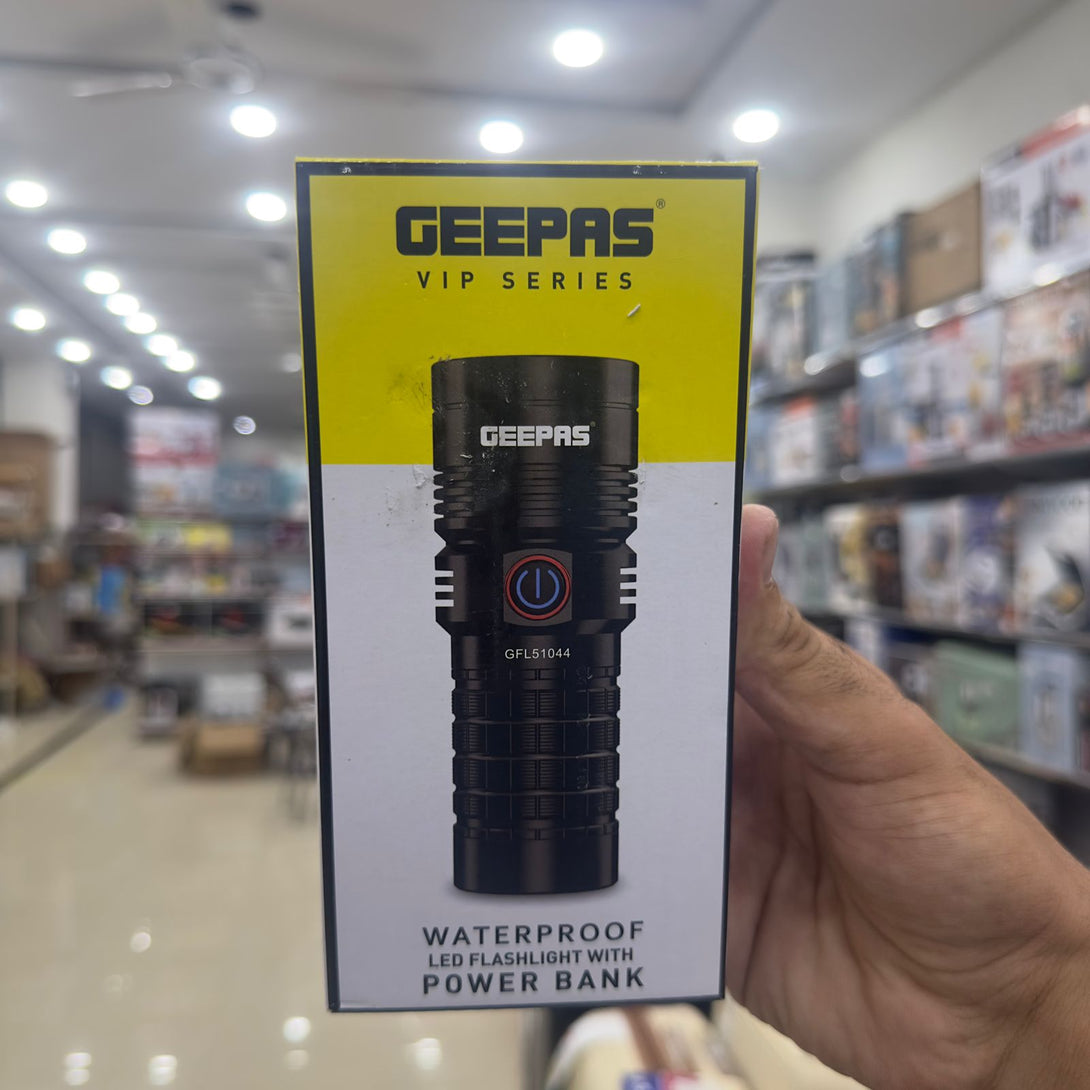 GEEPAS®
VIP SERIES
GEEPAS
GFL51044
WATERPROOF
LED FLASHLIGHT WITH
POWER BANK